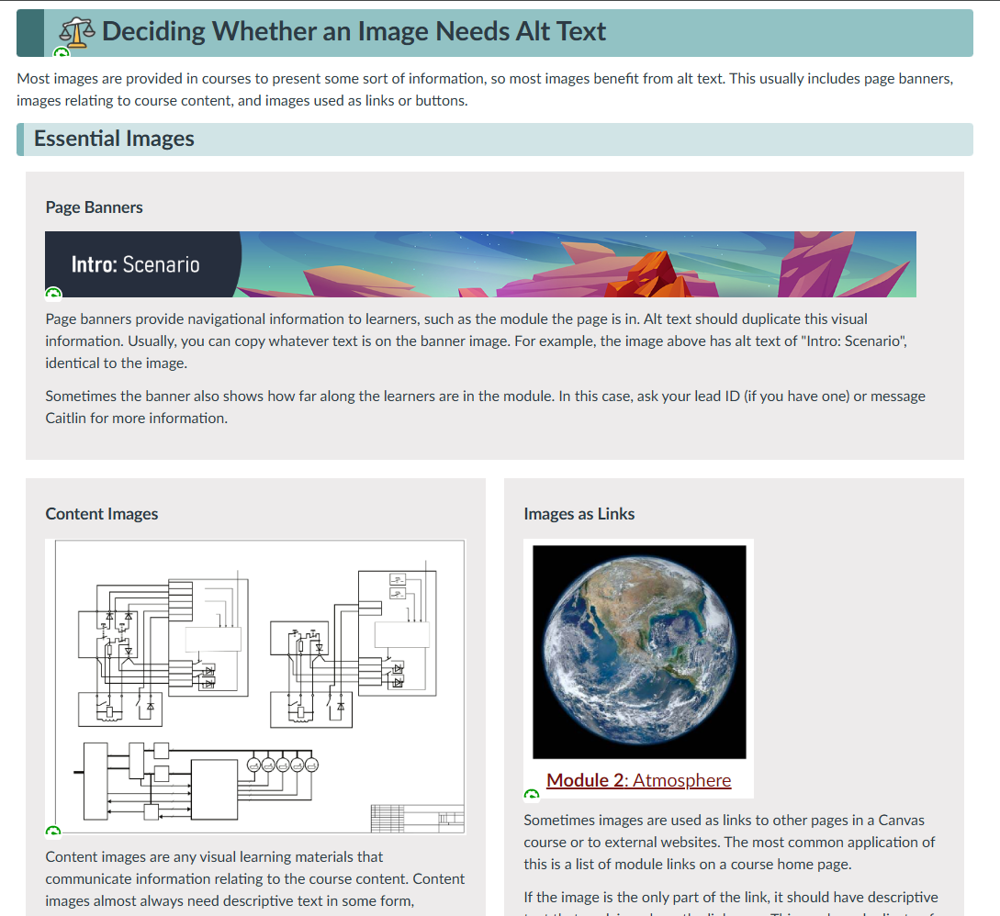 Deciding Whether an Image Needs Alt Text
Most images are provided in courses to present some sort of information, so most images benefit from alt text. This usually includes page banners,
images relating to course content, and images used as links or buttons.
Essential Images
Page Banners
Intro: Scenario
Page banners provide navigational information to learners, such as the module the page is in. Alt text should duplicate this visual
information. Usually, you can copy whatever text is on the banner image. For example, the image above has alt text of "Intro: Scenario",
identical to the image.
Sometimes the banner also shows how far along the learners are in the module. In this case, ask your lead ID (if you have one) or message
Caitlin for more information.
Content Images
Content images are any visual learning materials that
communicate information relating to the course content. Content
images almost always need descriptive text in some form,
Images as Links
Module 2: Atmosphere
Sometimes images are used as links to other pages in a Canvas
course or to external websites. The most common application of
this is a list of module links on a course home page.
If the image is the only part of the link, it should have descriptive